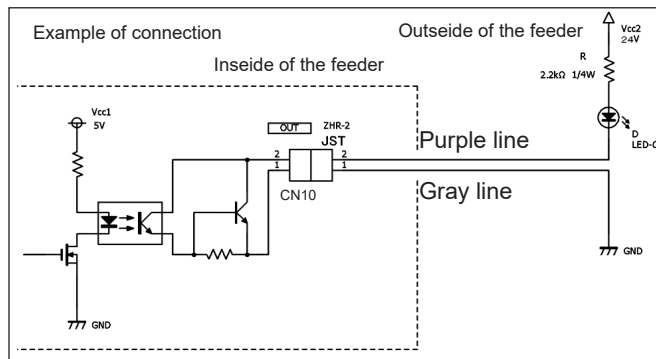 Example of connection
Outseide of the feeder
Vcc2
24V
Inseide of the feeder
R
2.2kΩ 1/4W
Vcc1
5V
OUT
ZHR-2
JST
D
LED-G
2
2
Purple line
1
1
CN10
Gray line
GND
GND